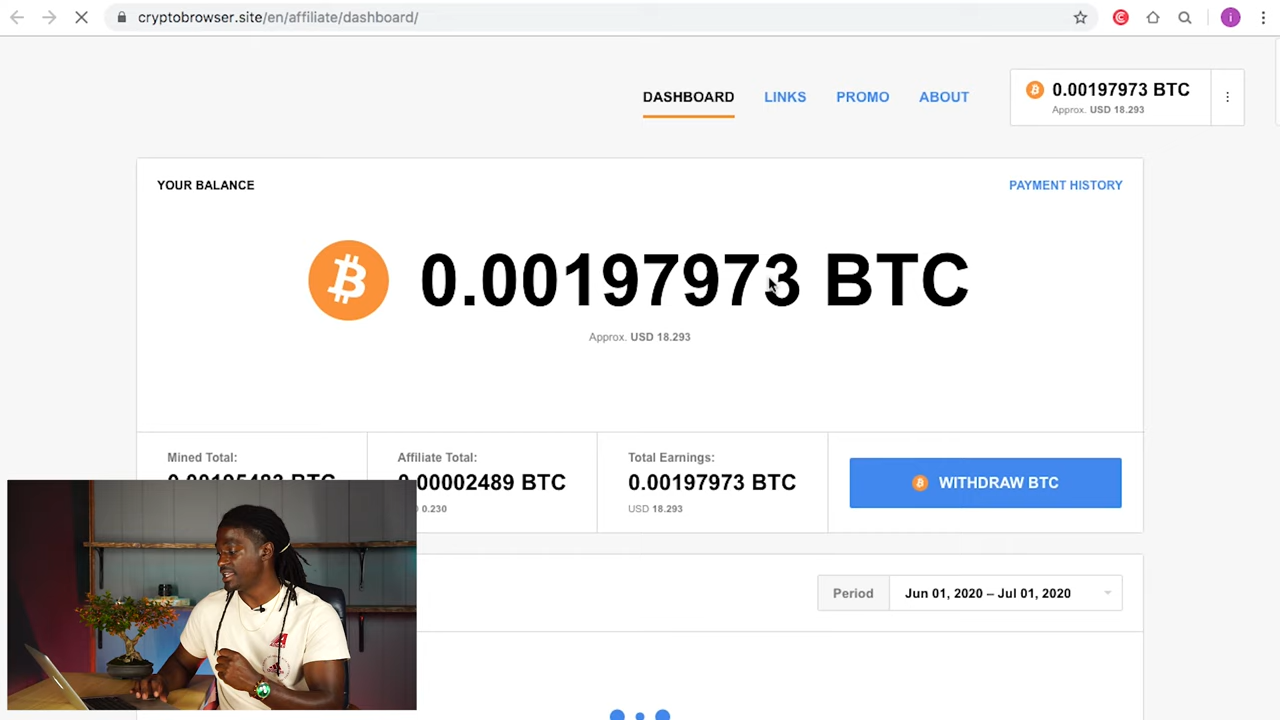 cryptobrowser.site/en/affiliate/dashboard/
DASHBOARD LINKS PROMO ABOUT
0.00197973 BTC
Approx. USD 18.293
YOUR BALANCE
PAYMENT HISTORY
0.00197973 BTC
Approx. USD 18.293
Mined Total:
Affiliate Total:
0.00002489 BTC
0.230
Total Earnings:
0.00197973 BTC
USD 18.293
WITHDRAW BTC
Period
Jun 01, 2020 – Jul 01, 2020